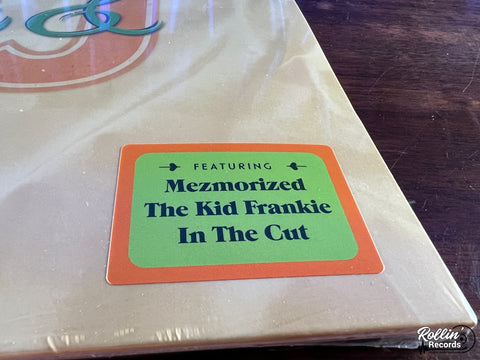 FEATURING
Mezmorized
The Kid Frankie
In The Cut
Rollin'
Records